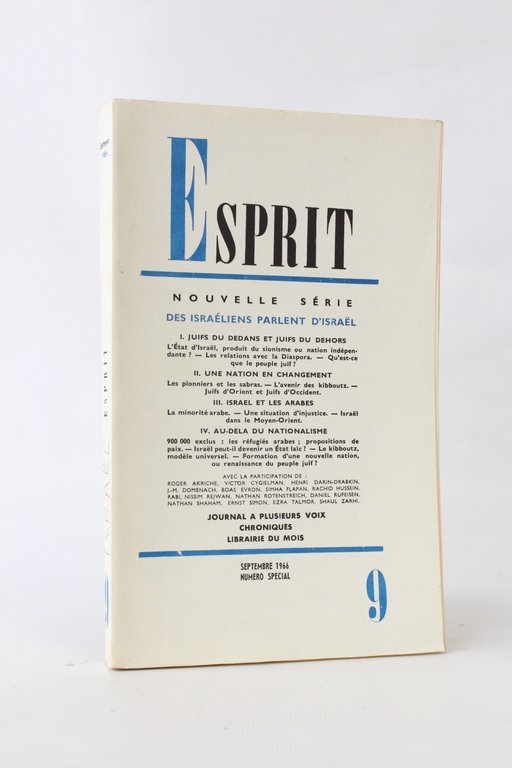 ESPRIT
NOUVELLE SÉRIE
DES ISRAÉLIENS PARLENT D'ISRAËL
I. JUIFS DU DEDANS ET JUIFS DU DEHORS
L'État d'Israël, produit du sionisme ou nation indépen-
dante ? — Les relations avec la Diaspora. — Qu'est-ce
que le peuple juif ?
II. UNE NATION EN CHANGEMENT
Les pionniers et les sabras. — L'avenir des kibboutz. —
Juifs d'Orient et Juifs d'Occident.
III. ISRAEL ET LES ARABES
La minorité arabe. — Une situation d'injustice. — Israël
dans le Moyen-Orient.
IV. AU-DELA DU NATIONALISME
900 000 exclus : les réfugiés arabes ; propositions de
paix. — Israël peut-il devenir un État laïc ? — Le kibboutz,
modèle universel. — Formation d'une nouvelle nation,
ou renaissance du peuple juif ?
AVEC LA PARTICIPATION DE :
ROGER AKRICHE, VICTOR CYGIELMAN, HENRI DARIN-DRABKIN,
J.-M. DOMENACH, BOAS EVRON, SIMHA FLAPAN, RACHID HUSSEIN,
RABI, NISSIM REJWAN, NATHAN ROTENSTREICH, DANIEL RUFEISEN,
NATHAN SHAHAM, ERNST SIMON, EZRA TALMOR, SHAUL ZARHI.
JOURNAL A PLUSIEURS VOIX
CHRONIQUES
LIBRAIRIE DU MOIS
SEPTEMBRE 1966
NUMERO SPECIAL
9
ESPRIT
9